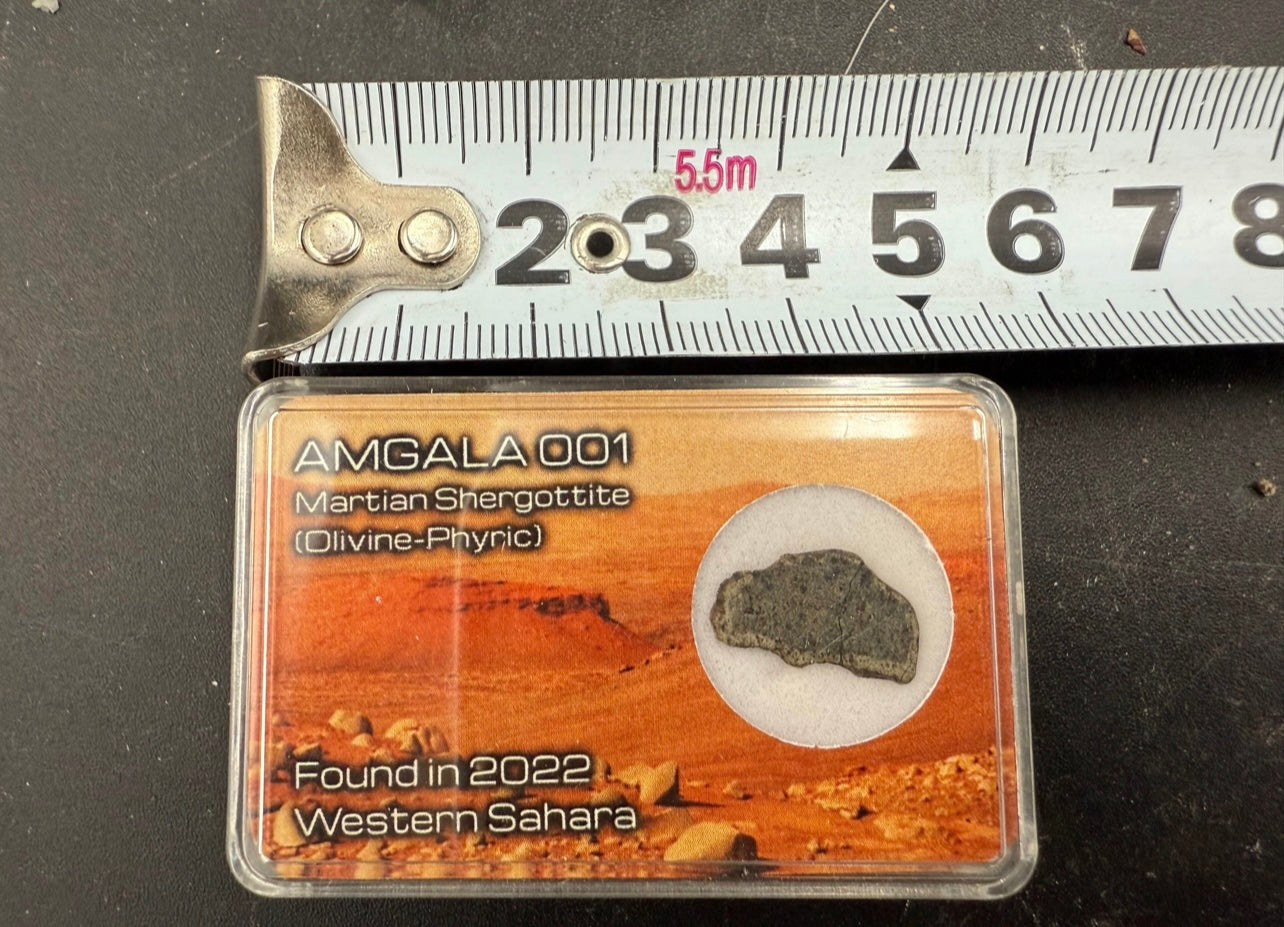 5.5m
2 3 4 5 6 7 8
AMGALA 001
Martian Shergottite
(Olivine-Phyric)
Found in 2022
Western Sahara